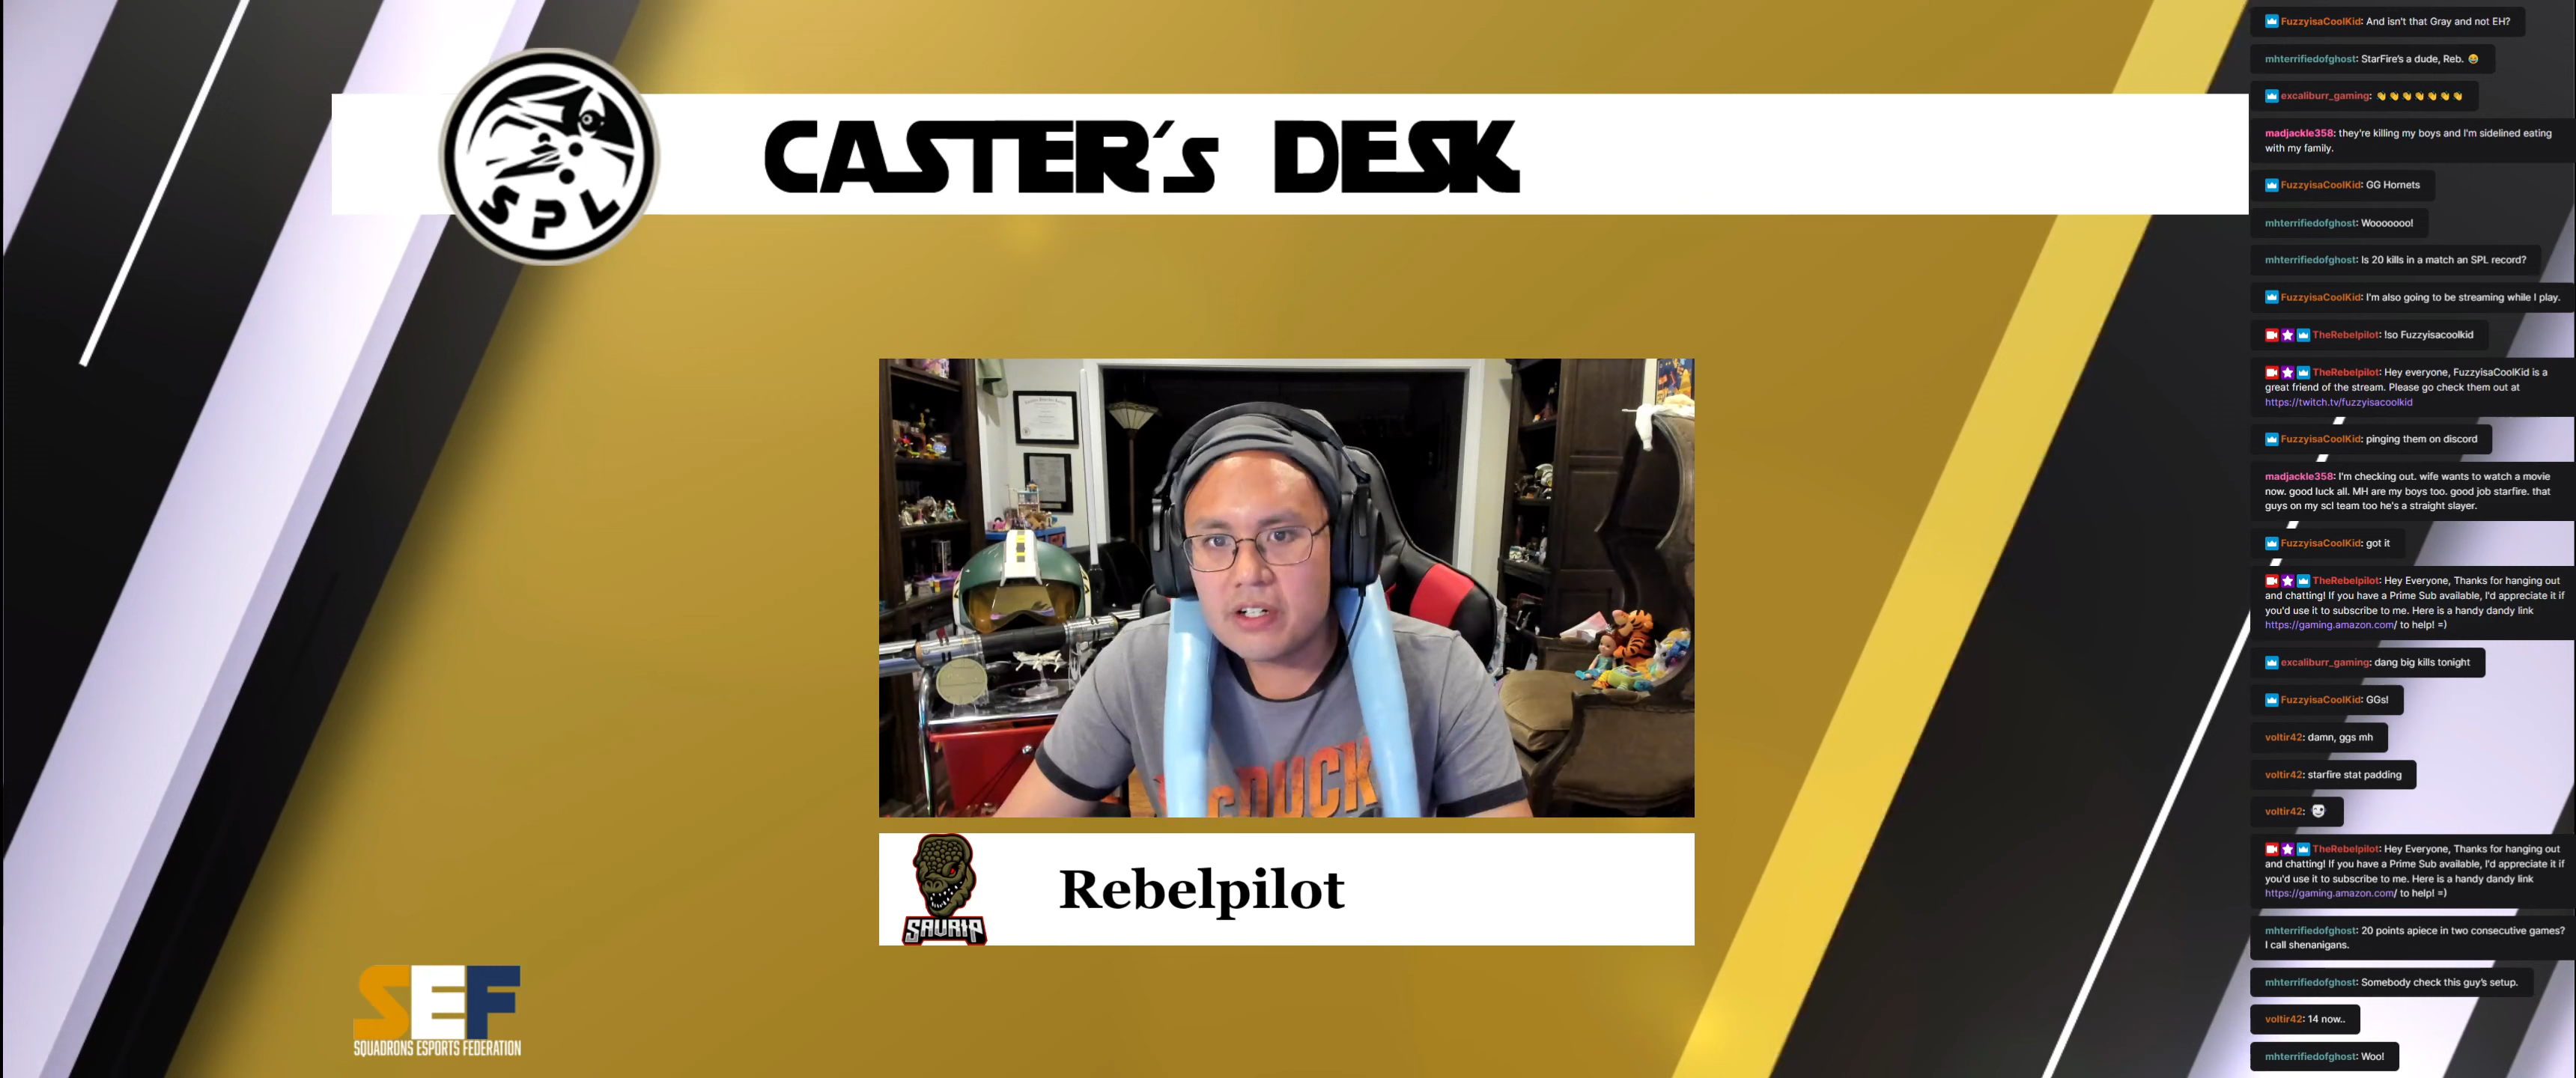 SPL
CASTER's DESK
GDUCK
SAURIP
Rebelpilot
SEF
SQUADRONS ESPORTS FEDERATION
FuzzyisaCoolKid: And isn't that Gray and not EH?
mhterrifiedofghost: StarFire's a dude, Reb. 😂
excaliburr_gaming: 👏👏👏👏👏👏👏
madjackle358: they're killing my boys and I'm sidelined eating
with my family.
FuzzyisaCoolKid: GG Hornets
mhterrifiedofghost: Wooooooo!
mhterrifiedofghost: Is 20 kills in a match an SPL record?
FuzzyisaCoolKid: I'm also going to be streaming while I play.
TheRebelpilot: !so Fuzzyisacoolkid
TheRebelpilot: Hey everyone, FuzzyisaCoolKid is a
great friend of the stream. Please go check them out at
https://twitch.tv/fuzzyisacoolkid
FuzzyisaCoolKid: pinging them on discord
madjackle358: I'm checking out. wife wants to watch a movie
now. good luck all. MH are my boys too. good job starfire. that
guys on my scl team too he's a straight slayer.
FuzzyisaCoolKid: got it
TheRebelpilot: Hey Everyone, Thanks for hanging out
and chatting! If you have a Prime Sub available, I'd appreciate it if
you'd use it to subscribe to me. Here is a handy dandy link
https://gaming.amazon.com/ to help! =)
excaliburr_gaming: dang big kills tonight
FuzzyisaCoolKid: GGs!
voltir42: damn, ggs mh
voltir42: starfire stat padding
voltir42:
TheRebelpilot: Hey Everyone, Thanks for hanging out
and chatting! If you have a Prime Sub available, I'd appreciate it if
you'd use it to subscribe to me. Here is a handy dandy link
https://gaming.amazon.com/ to help! =)
mhterrifiedofghost: 20 points apiece in two consecutive games?
I call shenanigans.
mhterrifiedofghost: Somebody check this guy's setup.
voltir42: 14 now..
mhterrifiedofghost: Woo!